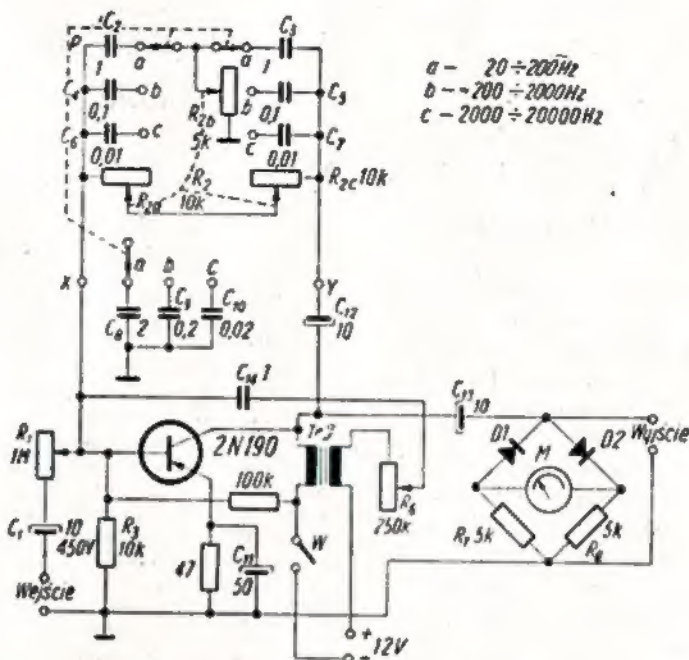 P C₂ C₃
1 a a 1
C₄ 0,1 b b 0,1 C₅
R₂b 5k
C₆ c c C₇
0,01 R₂ 0,01
R₂a 10k R₂c 10k
a – 20÷200Hz
b – 200÷2000Hz
c – 2000÷20000Hz
X a b c Y
C₈ 2 C₉ 0,2 C₁₀ 0,02
C₁₂ 10
C₁₄ 1
C₁₃ 10
R₁ 1M
2N190
Tr3
Wejście
D1 M D2
100k
R₆ 250k
R₇ 5k 5k R₈
C₁ 10 450V
R₃ 10k
47
C₁₁ 50
W
Wejście
+ 12V
+